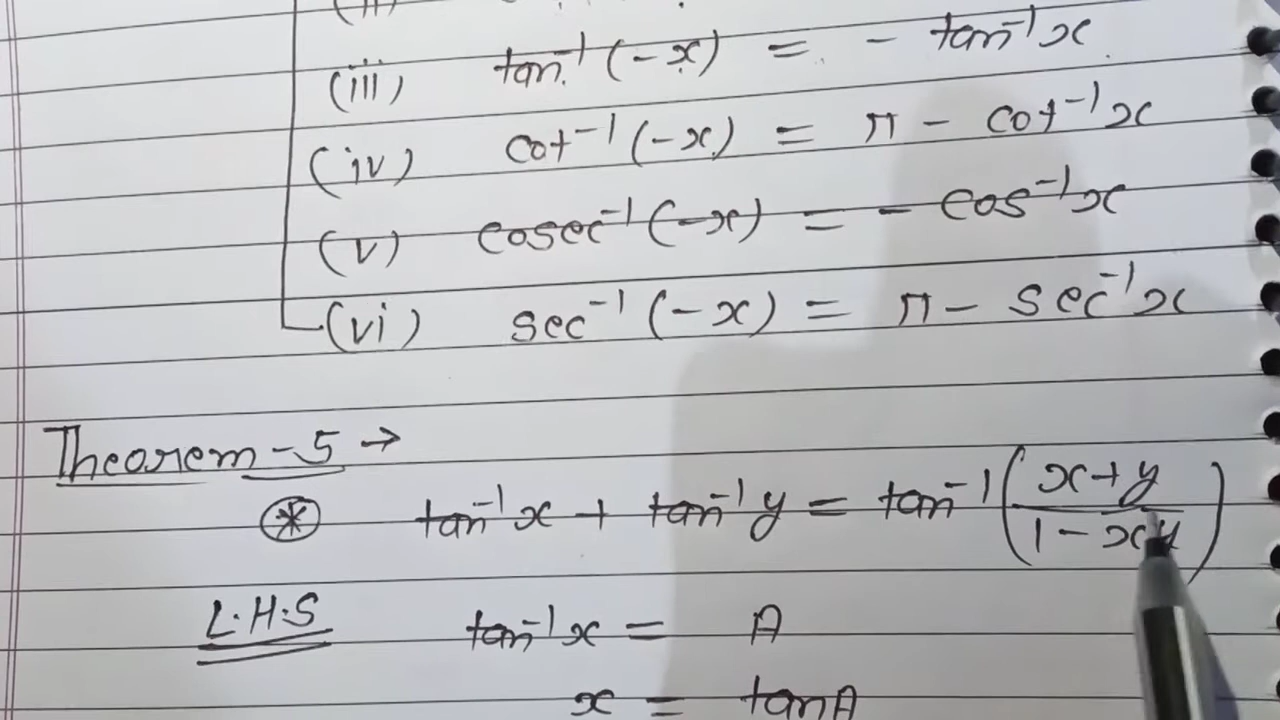 (iii) tan⁻¹(-x) = - tan⁻¹x
(iv) cot⁻¹(-x) = π - cot⁻¹x
(v) cosec⁻¹(-x) = - cos⁻¹x
(vi) sec⁻¹(-x) = π - sec⁻¹x
Theorem-5 →
⊛ tan⁻¹x + tan⁻¹y = tan⁻¹((x+y)/(1-xy))
L.H.S tan⁻¹x = A
x = tanA